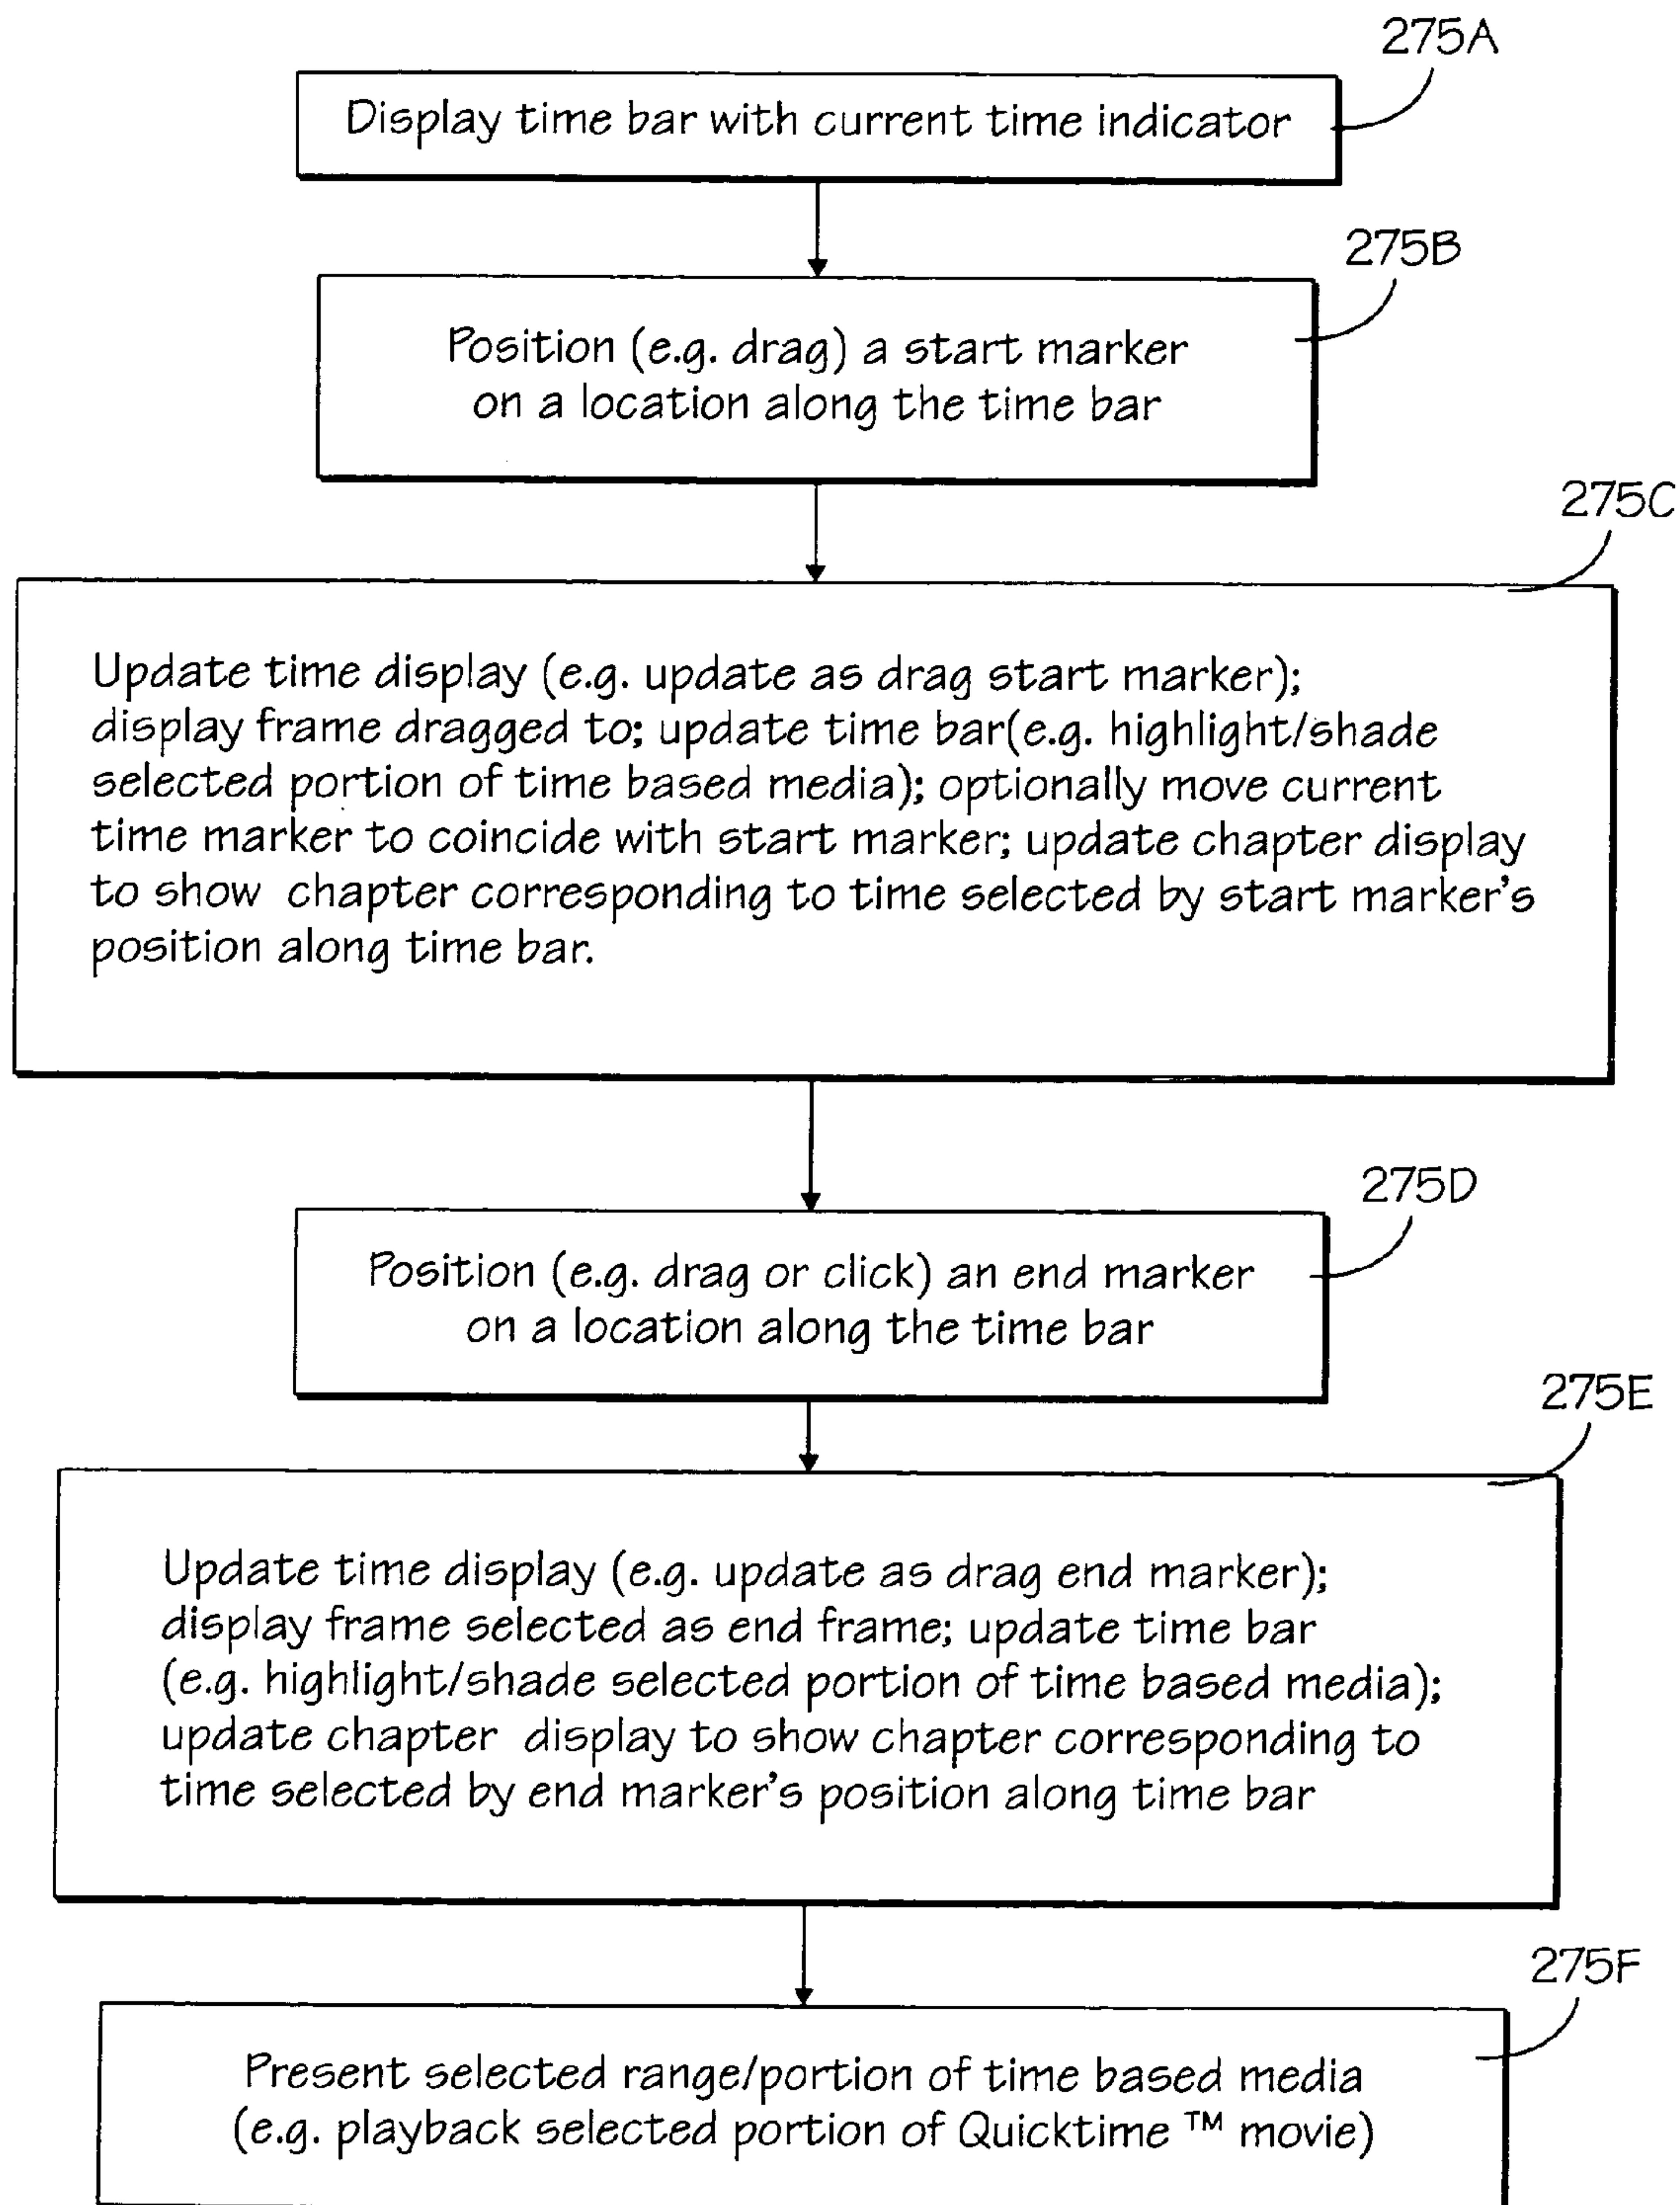 275A
Display time bar with current time indicator
275B
Position (e.g. drag) a start marker
on a location along the time bar
275C
Update time display (e.g. update as drag start marker);
display frame dragged to; update time bar(e.g. highlight/shade
selected portion of time based media); optionally move current
time marker to coincide with start marker; update chapter display
to show chapter corresponding to time selected by start marker's
position along time bar.
275D
Position (e.g. drag or click) an end marker
on a location along the time bar
275E
Update time display (e.g. update as drag end marker);
display frame selected as end frame; update time bar
(e.g. highlight/shade selected portion of time based media);
update chapter display to show chapter corresponding to
time selected by end marker's position along time bar
275F
Present selected range/portion of time based media
(e.g. playback selected portion of Quicktime ™ movie)